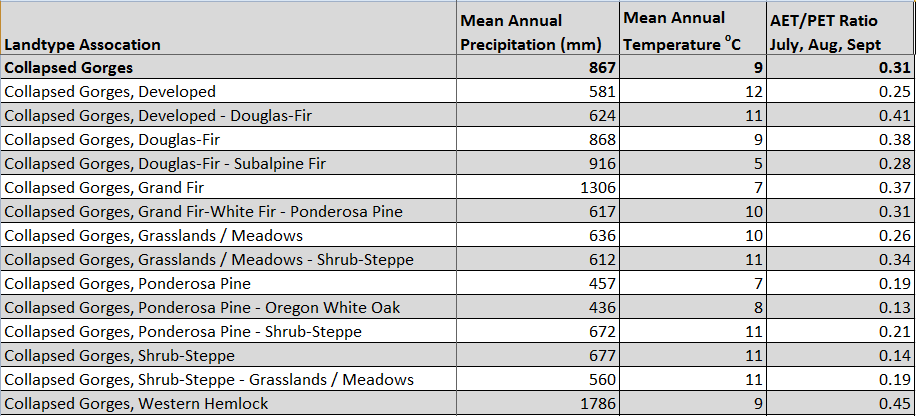 Landtype Assocation Mean Annual Precipitation (mm) Mean Annual Temperature °C AET/PET Ratio July, Aug, Sept
Collapsed Gorges 867 9 0.31
Collapsed Gorges, Developed 581 12 0.25
Collapsed Gorges, Developed - Douglas-Fir 624 11 0.41
Collapsed Gorges, Douglas-Fir 868 9 0.38
Collapsed Gorges, Douglas-Fir - Subalpine Fir 916 5 0.28
Collapsed Gorges, Grand Fir 1306 7 0.37
Collapsed Gorges, Grand Fir-White Fir - Ponderosa Pine 617 10 0.31
Collapsed Gorges, Grasslands / Meadows 636 10 0.26
Collapsed Gorges, Grasslands / Meadows - Shrub-Steppe 612 11 0.34
Collapsed Gorges, Ponderosa Pine 457 7 0.19
Collapsed Gorges, Ponderosa Pine - Oregon White Oak 436 8 0.13
Collapsed Gorges, Ponderosa Pine - Shrub-Steppe 672 11 0.21
Collapsed Gorges, Shrub-Steppe 677 11 0.14
Collapsed Gorges, Shrub-Steppe - Grasslands / Meadows 560 11 0.19
Collapsed Gorges, Western Hemlock 1786 9 0.45